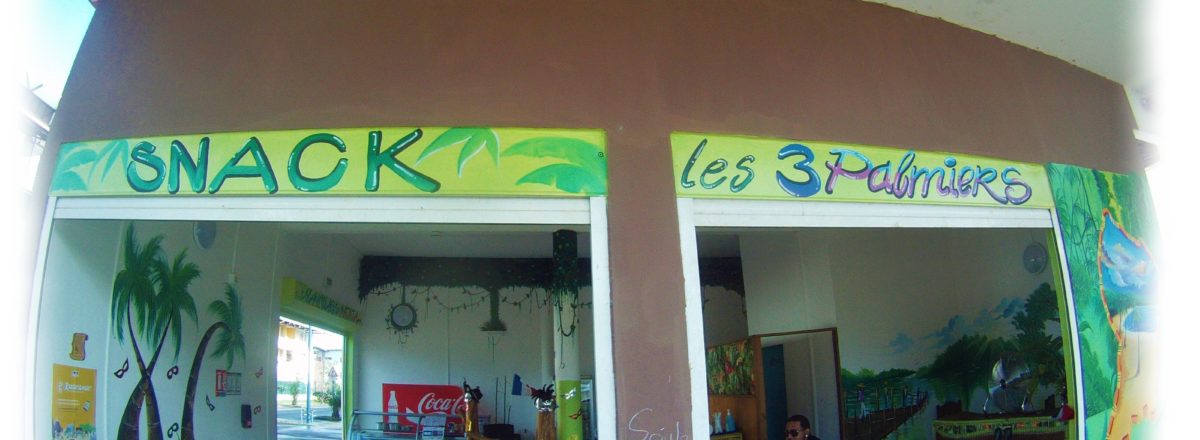 SNACK
les 3 Palmiers
Coca-Cola